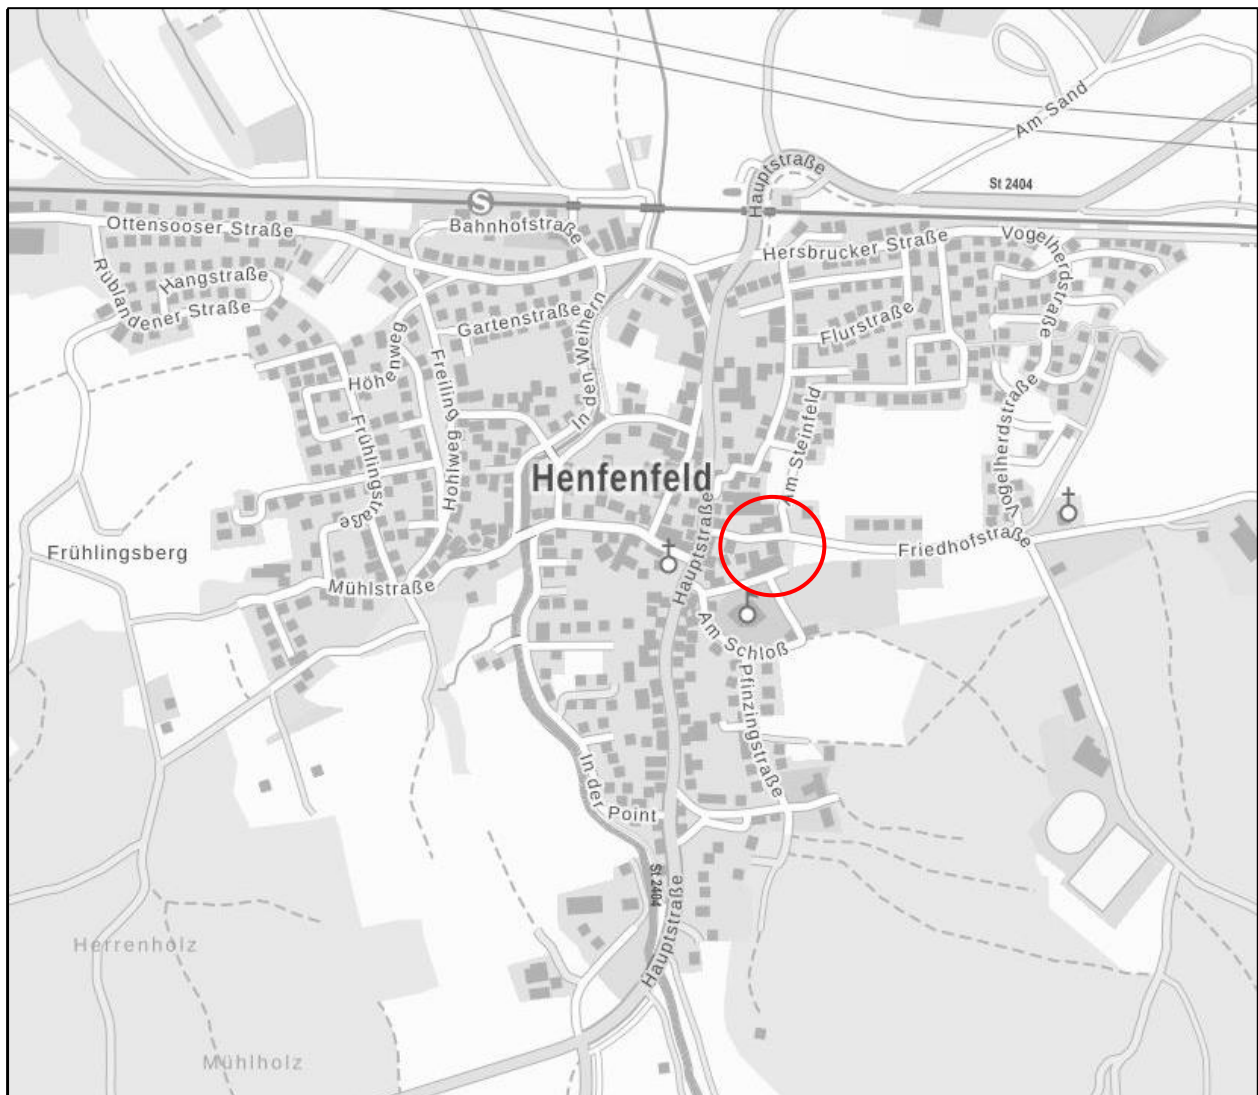 Am Sand
Hauptstraße
St 2404
S
Ottensooser Straße
Bahnhofstraße
Hersbrucker Straße
Vogelherdstraße
Hangstraße
Rüblandener Straße
Gartenstraße
In den Weihern
Flurstraße
Höhenweg
Freiling
Frühlingstraße
Hohlweg
Am Steinfeld
Vogelherdstraße
Henfenfeld
Hauptstraße
Friedhofstraße
Frühlingsberg
Mühlstraße
Am Schloß
Pfinzingstraße
In der Point
St 2404
Hauptstraße
Herrenholz
Mühlholz